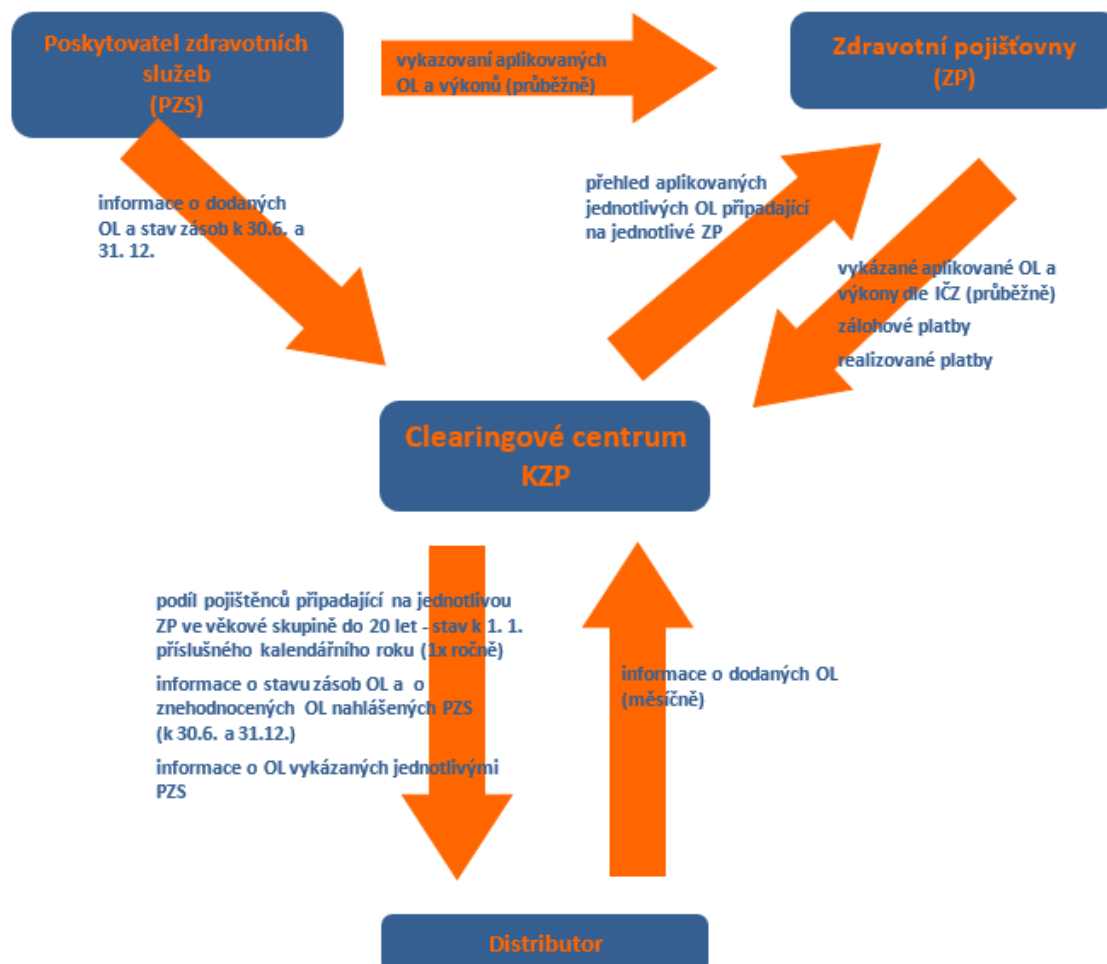 Poskytovatel zdravotních
služeb
(PZS)
vykazovaní aplikovaných
OL a výkonů (průběžně)
Zdravotní pojišťovny
(ZP)
informace o dodaných
OL a stav zásob k 30.6. a
31. 12.
přehled aplikovaných
jednotlivých OL připadající
na jednotlivé ZP
vykázané aplikované OL a
výkony dle IČZ (průběžně)
zálohové platby
realizované platby
Clearingové centrum
KZP
podíl pojištěnců připadající na jednotlivou
ZP ve věkové skupině do 20 let - stav k 1. 1.
příslušného kalendářního roku (1x ročně)
informace o stavu zásob OL a o
znehodnocených OL nahlášených PZS
(k 30.6. a 31.12.)
informace o OL vykázaných jednotlivými
PZS
informace o dodaných OL
(měsíčně)
Distributor